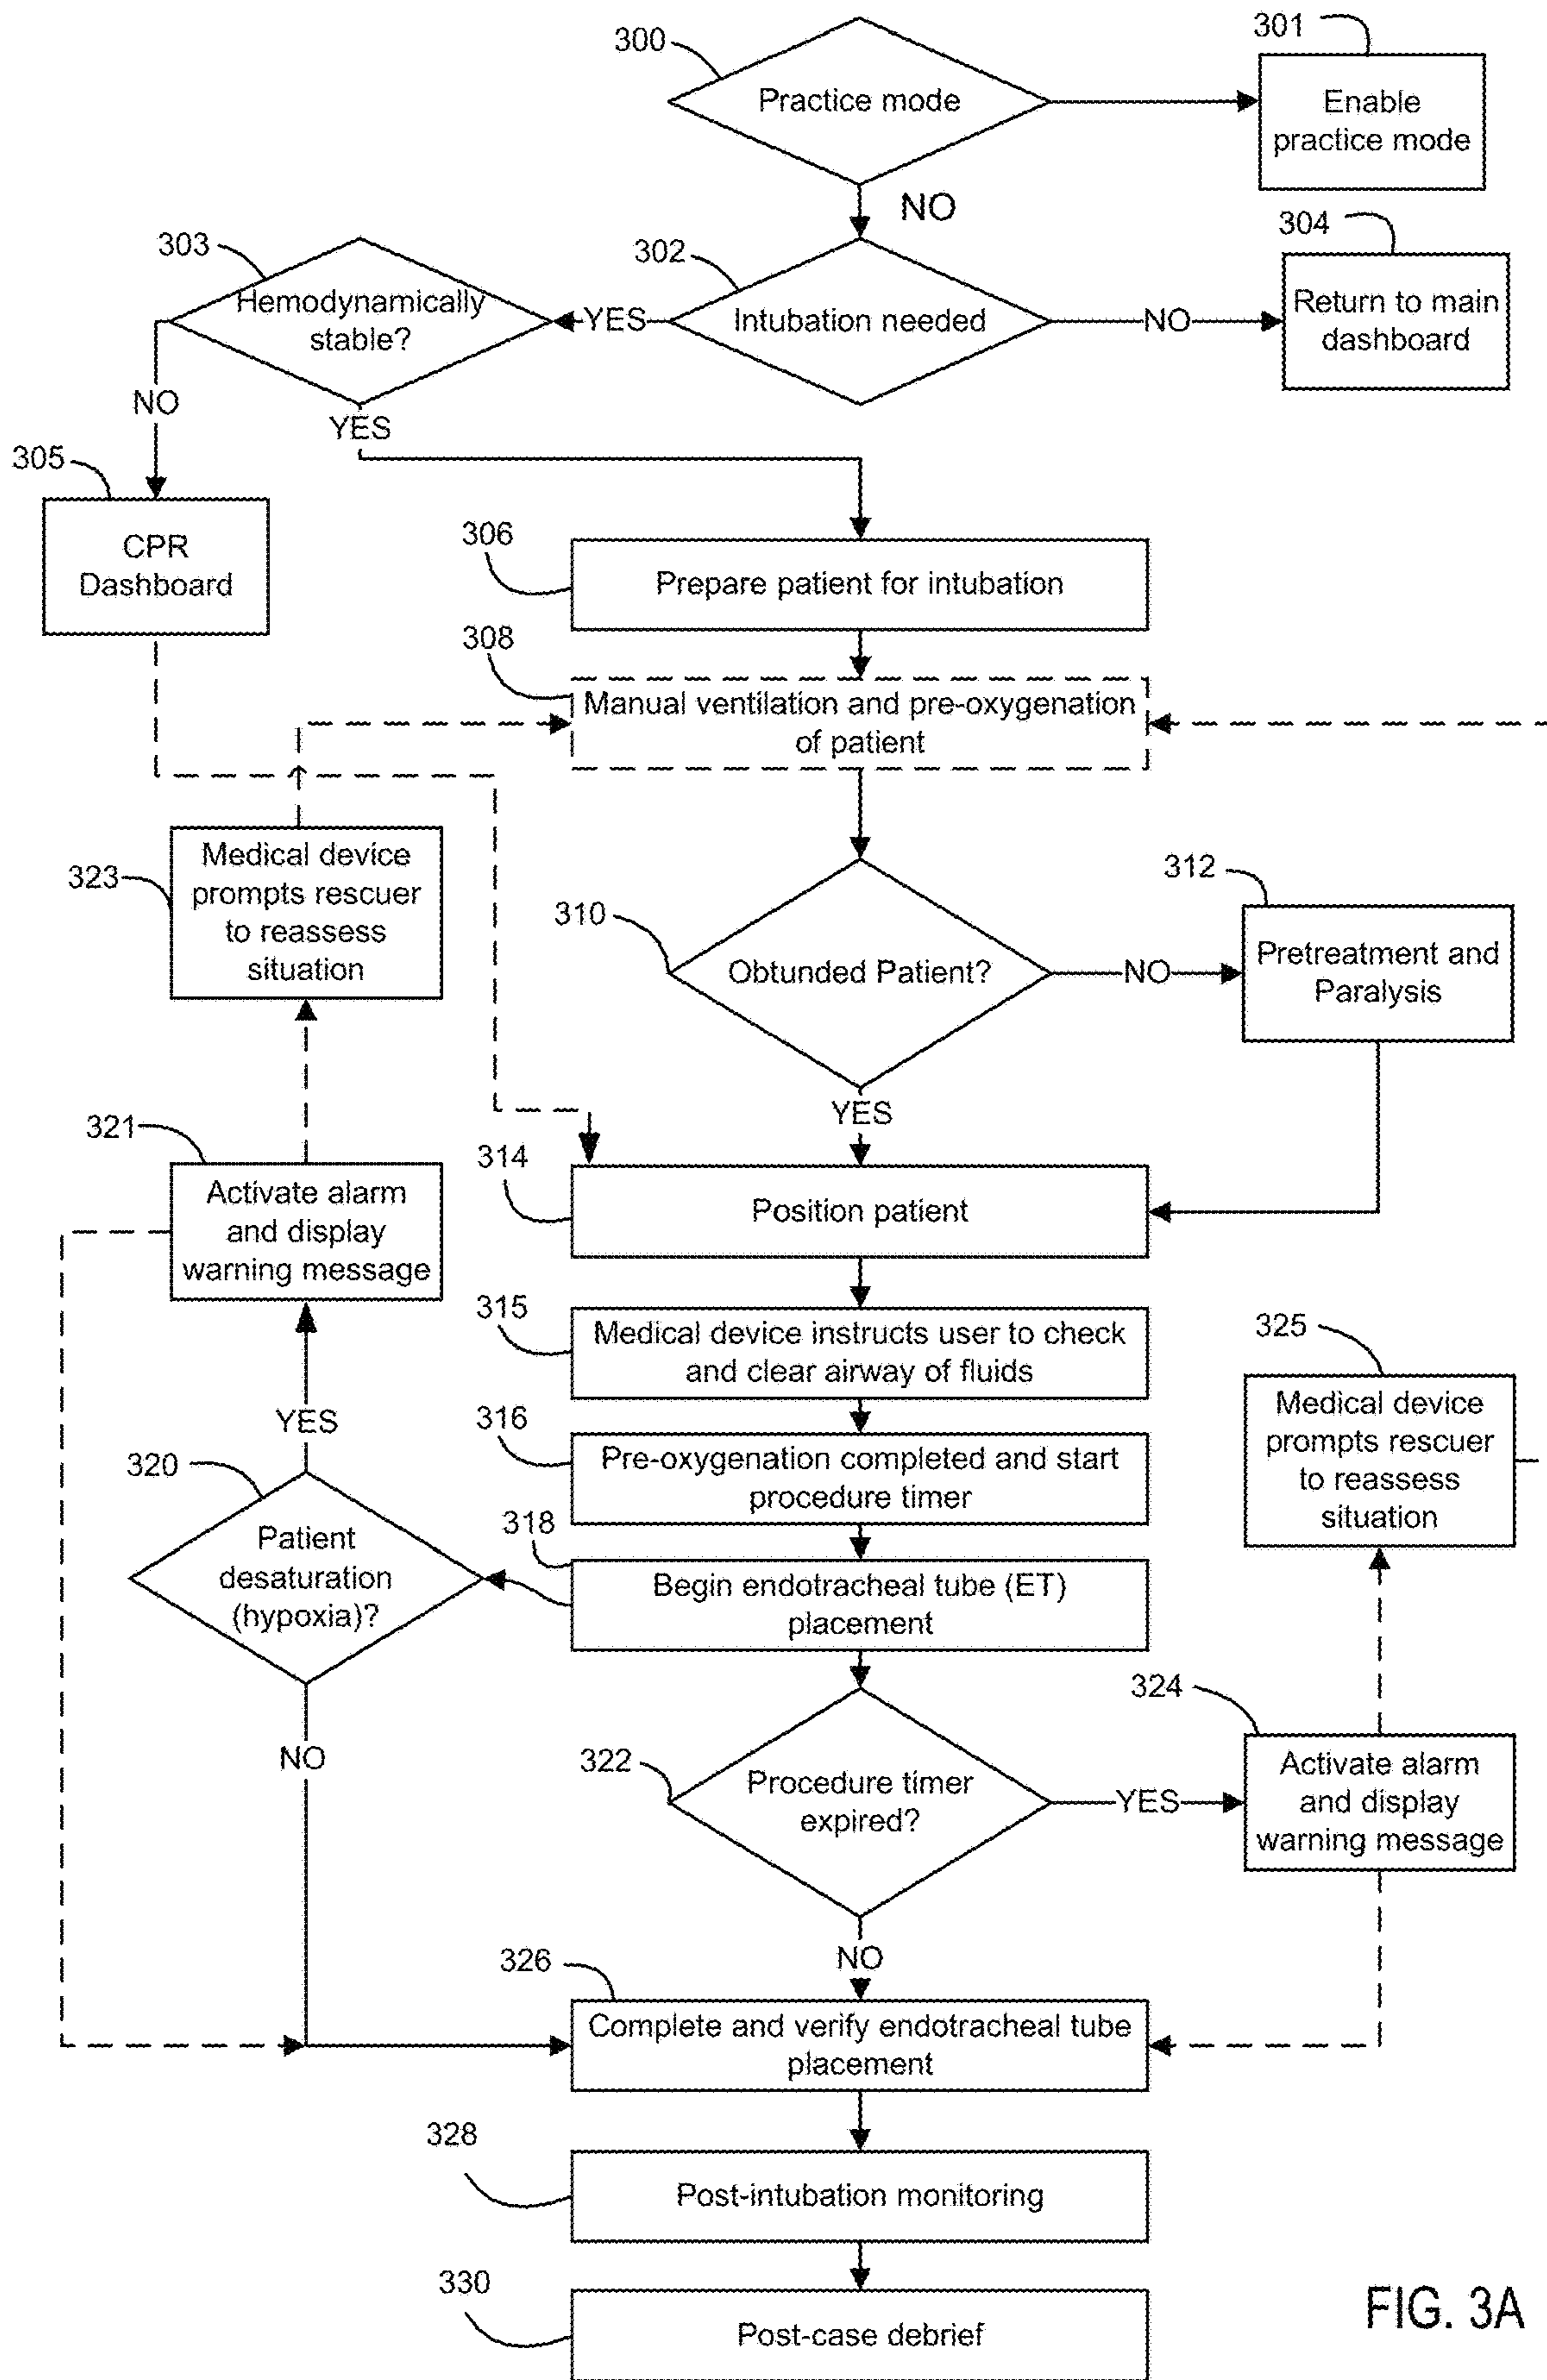 300
Practice mode
301
Enable
practice mode
NO
303
Hemodynamically
stable?
YES
302
Intubation needed
NO
304
Return to main
dashboard
NO
YES
305
CPR
Dashboard
306
Prepare patient for intubation
308
Manual ventilation and pre-oxygenation
of patient
323
Medical device
prompts rescuer
to reassess
situation
310
Obtunded Patient?
NO
312
Pretreatment and
Paralysis
YES
321
Activate alarm
and display
warning message
314
Position patient
315
Medical device instructs user to check
and clear airway of fluids
325
Medical device
prompts rescuer
to reassess
situation
YES
316
Pre-oxygenation completed and start
procedure timer
320
Patient
desaturation
(hypoxia)?
318
Begin endotracheal tube (ET)
placement
NO
322
Procedure timer
expired?
YES
324
Activate alarm
and display
warning message
NO
326
Complete and verify endotracheal tube
placement
328
Post-intubation monitoring
330
Post-case debrief
FIG. 3A